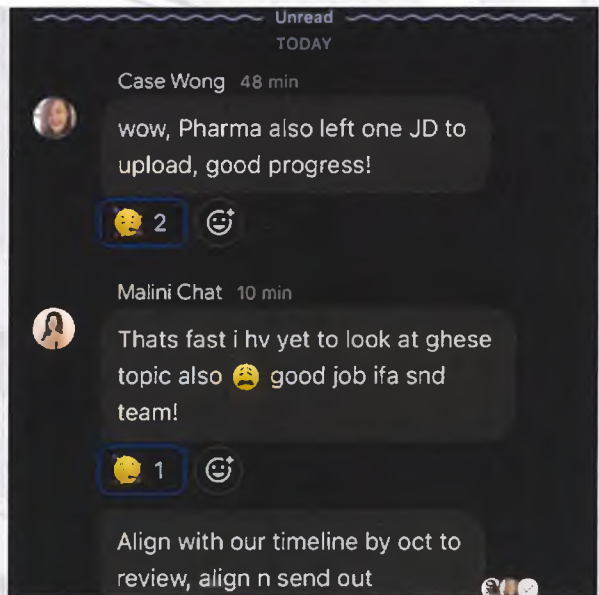 Unread
TODAY
Case Wong 48 min
wow, Pharma also left one JD to
upload, good progress!
2
Malini Chat 10 min
Thats fast i hv yet to look at ghese
topic also 😩 good job ifa snd
team!
1
Align with our timeline by oct to
review, align n send out